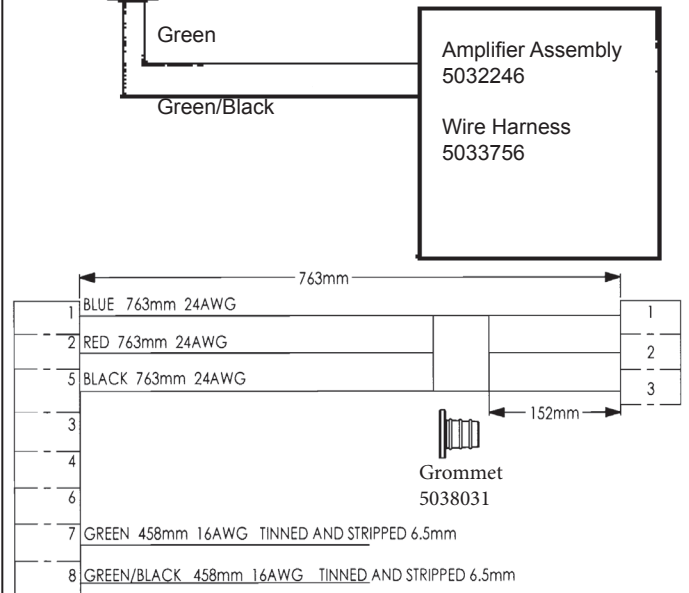 Green
Green/Black
Amplifier Assembly
5032246
Wire Harness
5033756
763mm
1 BLUE 763mm 24AWG 1
2 RED 763mm 24AWG 2
5 BLACK 763mm 24AWG 3
152mm
3
4
Grommet
5038031
6
7 GREEN 458mm 16AWG TINNED AND STRIPPED 6.5mm
8 GREEN/BLACK 458mm 16AWG TINNED AND STRIPPED 6.5mm